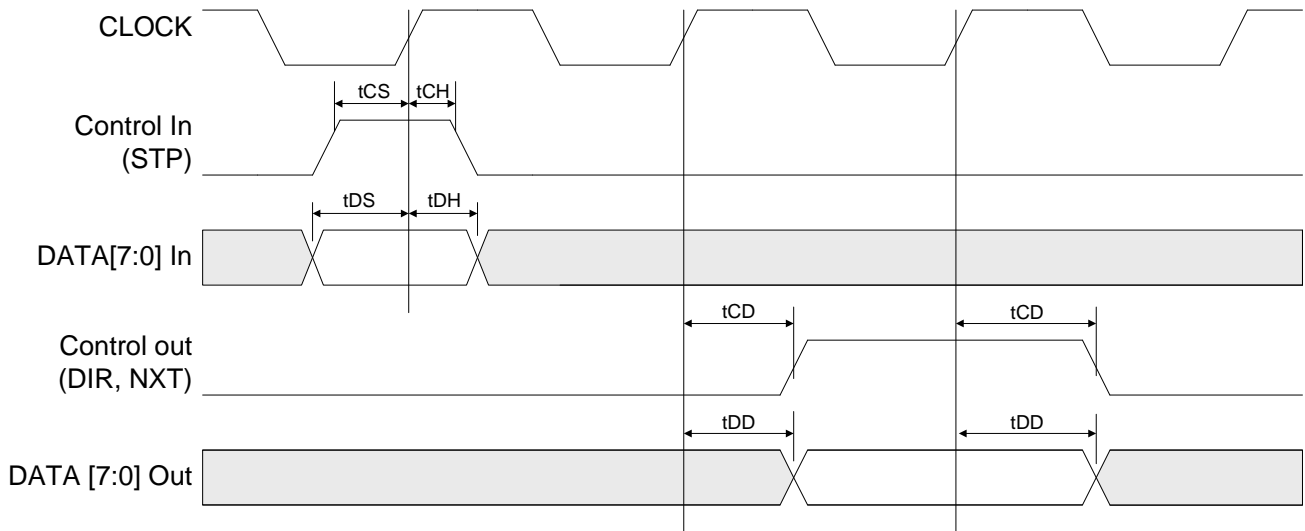 CLOCK
tCS
tCH
Control In
(STP)
tDS
tDH
DATA[7:0] In
tCD
tCD
Control out
(DIR, NXT)
tDD
tDD
DATA [7:0] Out